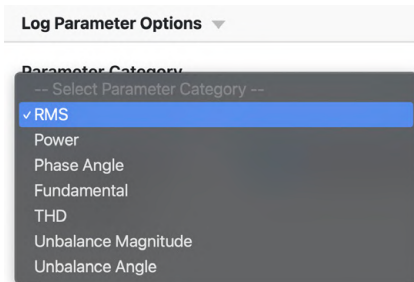 Log Parameter Options
Parameter Category
-- Select Parameter Category --
RMS
Power
Phase Angle
Fundamental
THD
Unbalance Magnitude
Unbalance Angle